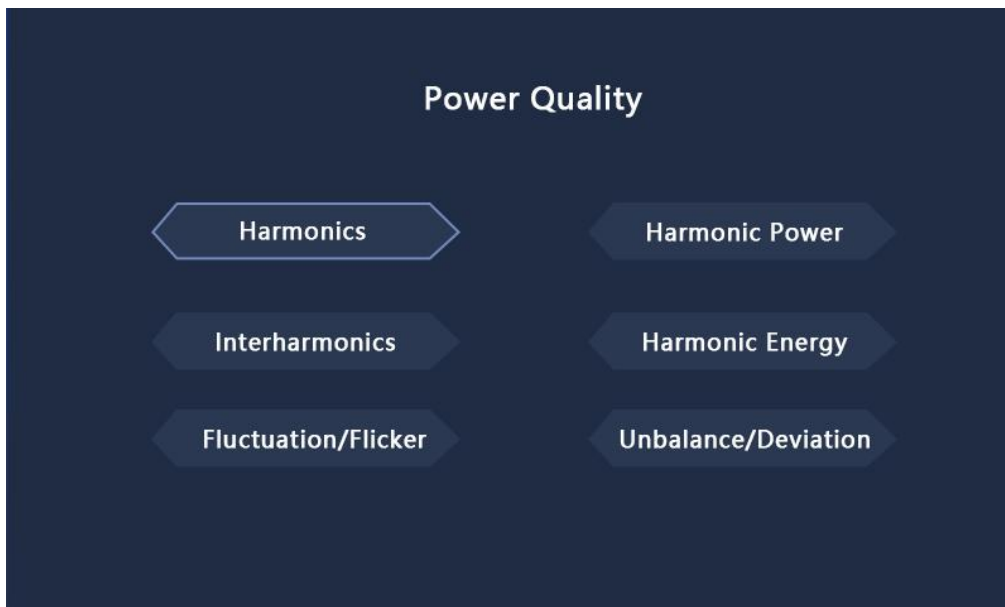 Power Quality
Harmonics
Harmonic Power
Interharmonics
Harmonic Energy
Fluctuation/Flicker
Unbalance/Deviation